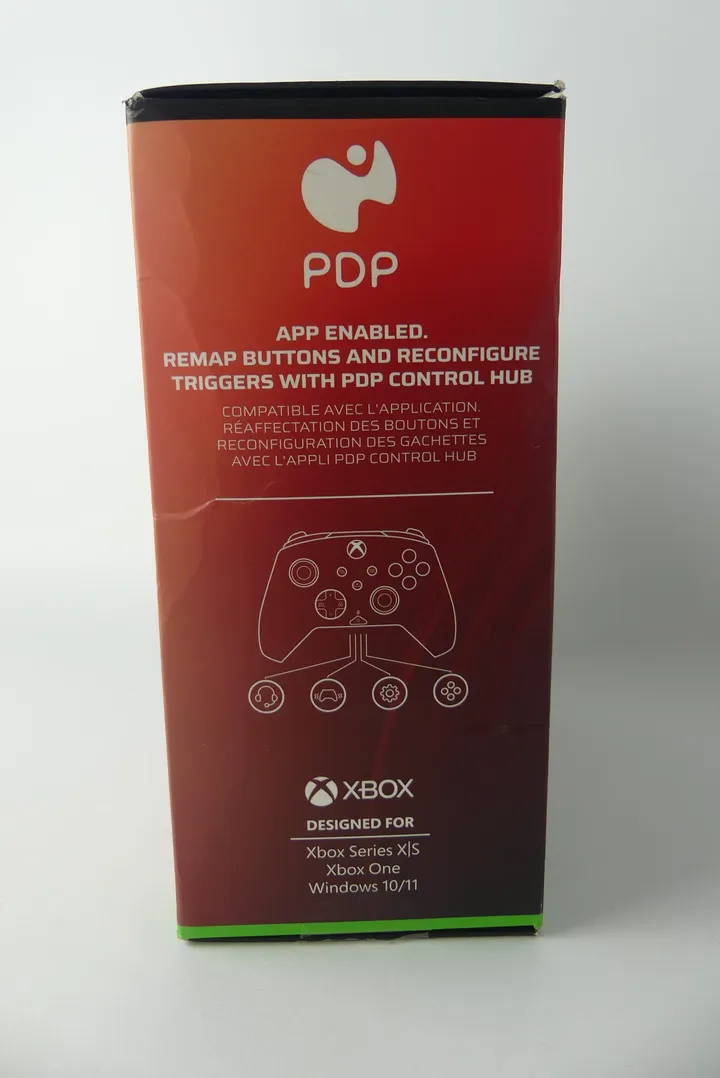 PDP
APP ENABLED.
REMAP BUTTONS AND RECONFIGURE
TRIGGERS WITH PDP CONTROL HUB
COMPATIBLE AVEC L'APPLICATION.
RÉAFFECTATION DES BOUTONS ET
RECONFIGURATION DES GACHETTES
AVEC L'APPLI PDP CONTROL HUB
XBOX
DESIGNED FOR
Xbox Series X|S
Xbox One
Windows 10/11